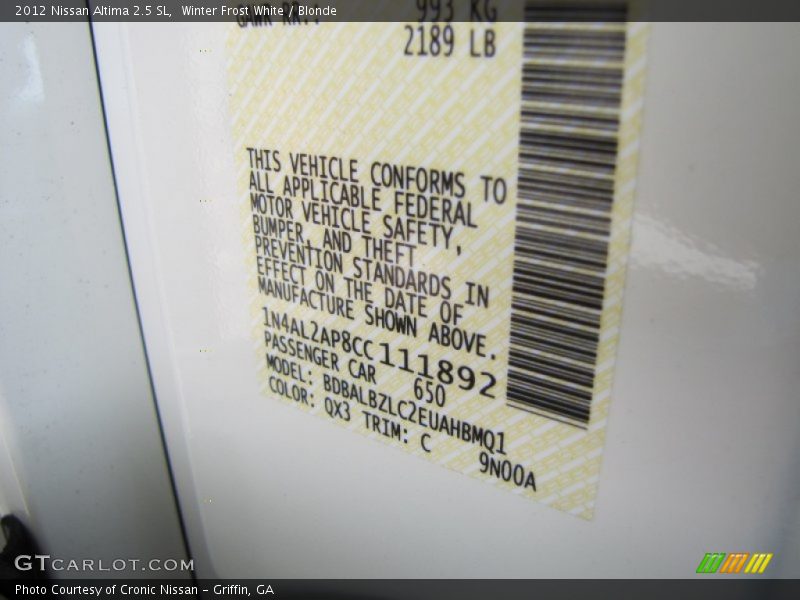 2012 Nissan Altima 2.5 SL, Winter Frost White / Blonde
GAWR RR.: 993 KG
2189 LB
THIS VEHICLE CONFORMS TO
ALL APPLICABLE FEDERAL
MOTOR VEHICLE SAFETY,
BUMPER, AND THEFT
PREVENTION STANDARDS IN
EFFECT ON THE DATE OF
MANUFACTURE SHOWN ABOVE.
1N4AL2AP8CC111892
PASSENGER CAR 650
MODEL: BDBALBZLC2EUAHBMQ1
COLOR: QX3 TRIM: C 9N00A
GTCARLOT.COM
Photo Courtesy of Cronic Nissan – Griffin, GA